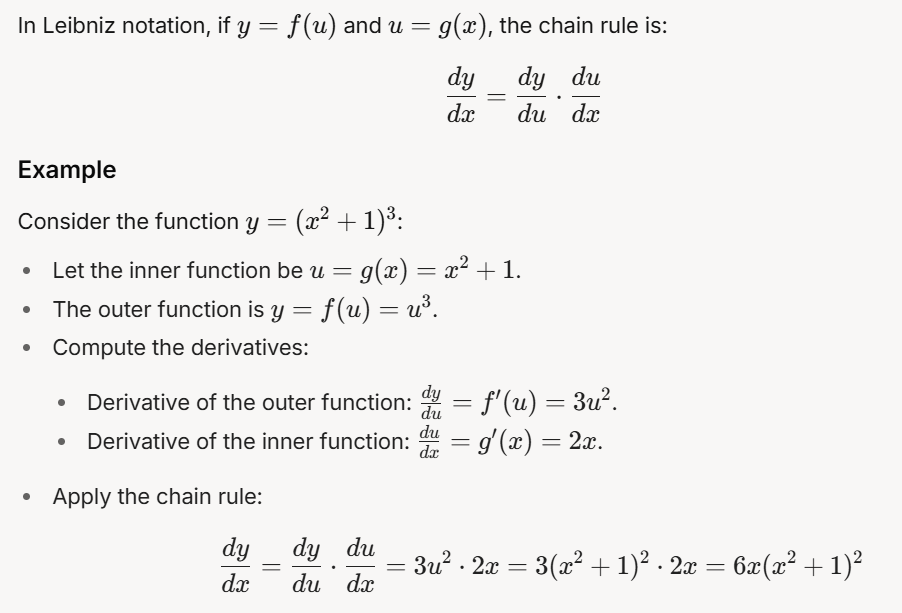 In Leibniz notation, if $y = f(u)$ and $u = g(x)$, the chain rule is:
$$\frac{dy}{dx} = \frac{dy}{du} \cdot \frac{du}{dx}$$
Example
Consider the function $y = (x^2 + 1)^3$:
• Let the inner function be $u = g(x) = x^2 + 1$.
• The outer function is $y = f(u) = u^3$.
• Compute the derivatives:
• Derivative of the outer function: $\frac{dy}{du} = f'(u) = 3u^2$.
• Derivative of the inner function: $\frac{du}{dx} = g'(x) = 2x$.
• Apply the chain rule:
$$\frac{dy}{dx} = \frac{dy}{du} \cdot \frac{du}{dx} = 3u^2 \cdot 2x = 3(x^2 + 1)^2 \cdot 2x = 6x(x^2 + 1)^2$$